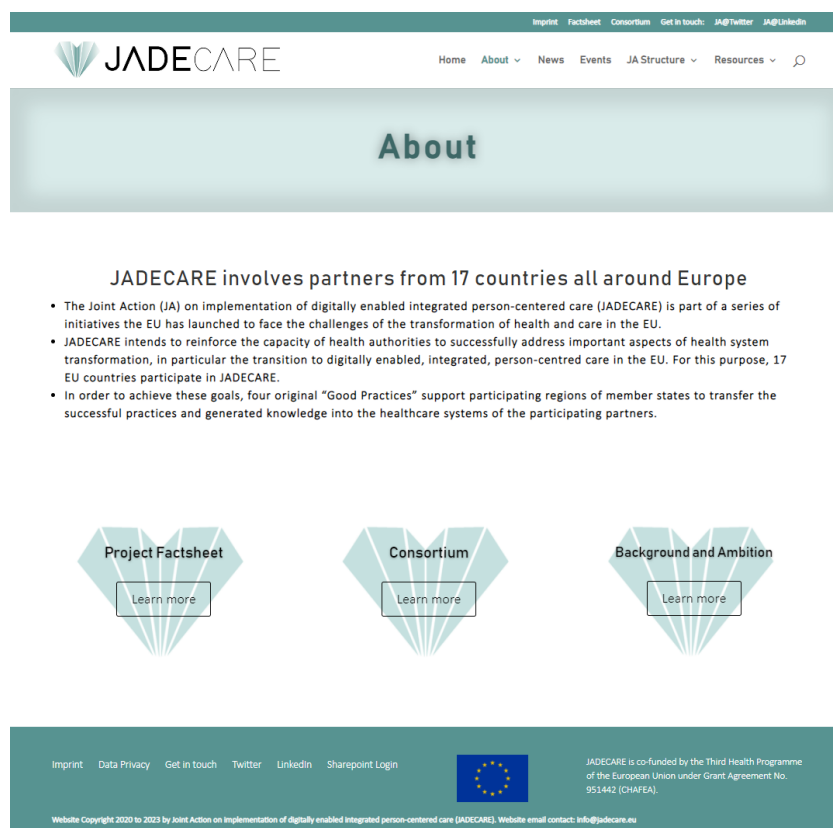 Imprint Factsheet Consortium Get in touch: JA@Twitter JA@Linkedin
JADECARE
Home About News Events JA Structure Resources
About
JADECARE involves partners from 17 countries all around Europe
• The Joint Action (JA) on implementation of digitally enabled integrated person-centered care (JADECARE) is part of a series of
initiatives the EU has launched to face the challenges of the transformation of health and care in the EU.
• JADECARE intends to reinforce the capacity of health authorities to successfully address important aspects of health system
transformation, in particular the transition to digitally enabled, integrated, person-centred care in the EU. For this purpose, 17
EU countries participate in JADECARE.
• In order to achieve these goals, four original “Good Practices” support participating regions of member states to transfer the
successful practices and generated knowledge into the healthcare systems of the participating partners.
Project Factsheet
Learn more
Consortium
Learn more
Background and Ambition
Learn more
Imprint Data Privacy Get in touch Twitter LinkedIn Sharepoint Login
JADECARE is co-funded by the Third Health Programme
of the European Union under Grant Agreement No.
951442 (CHAFEA).
Website Copyright 2020 to 2023 by Joint Action on implementation of digitally enabled integrated person-centered care (JADECARE). Website email contact: info@jadecare.eu